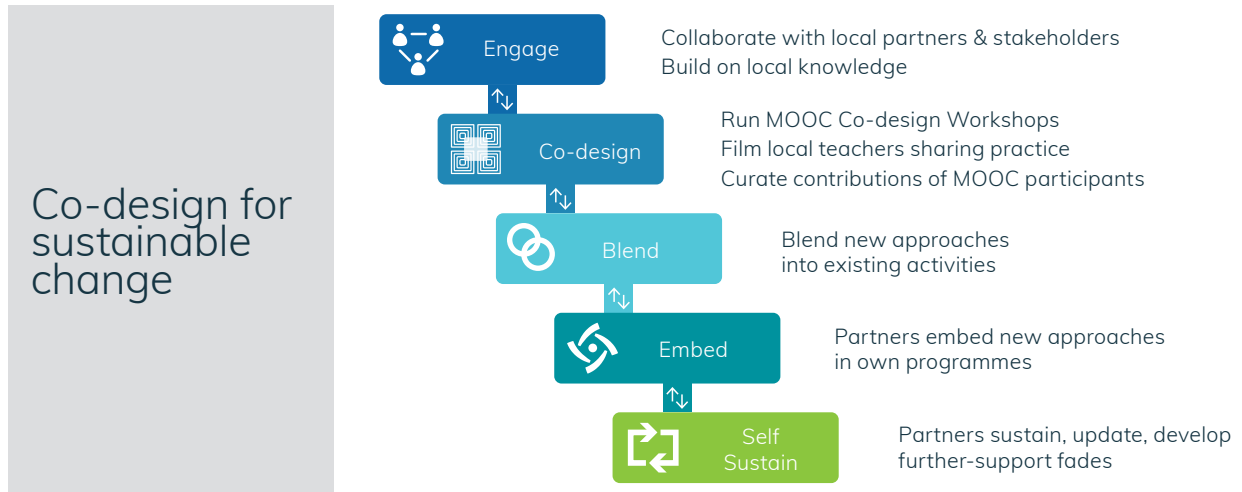 Co-design for
sustainable
change
Engage
Collaborate with local partners & stakeholders
Build on local knowledge
Co-design
Run MOOC Co-design Workshops
Film local teachers sharing practice
Curate contributions of MOOC participants
Blend
Blend new approaches
into existing activities
Embed
Partners embed new approaches
in own programmes
Self
Sustain
Partners sustain, update, develop
further-support fades